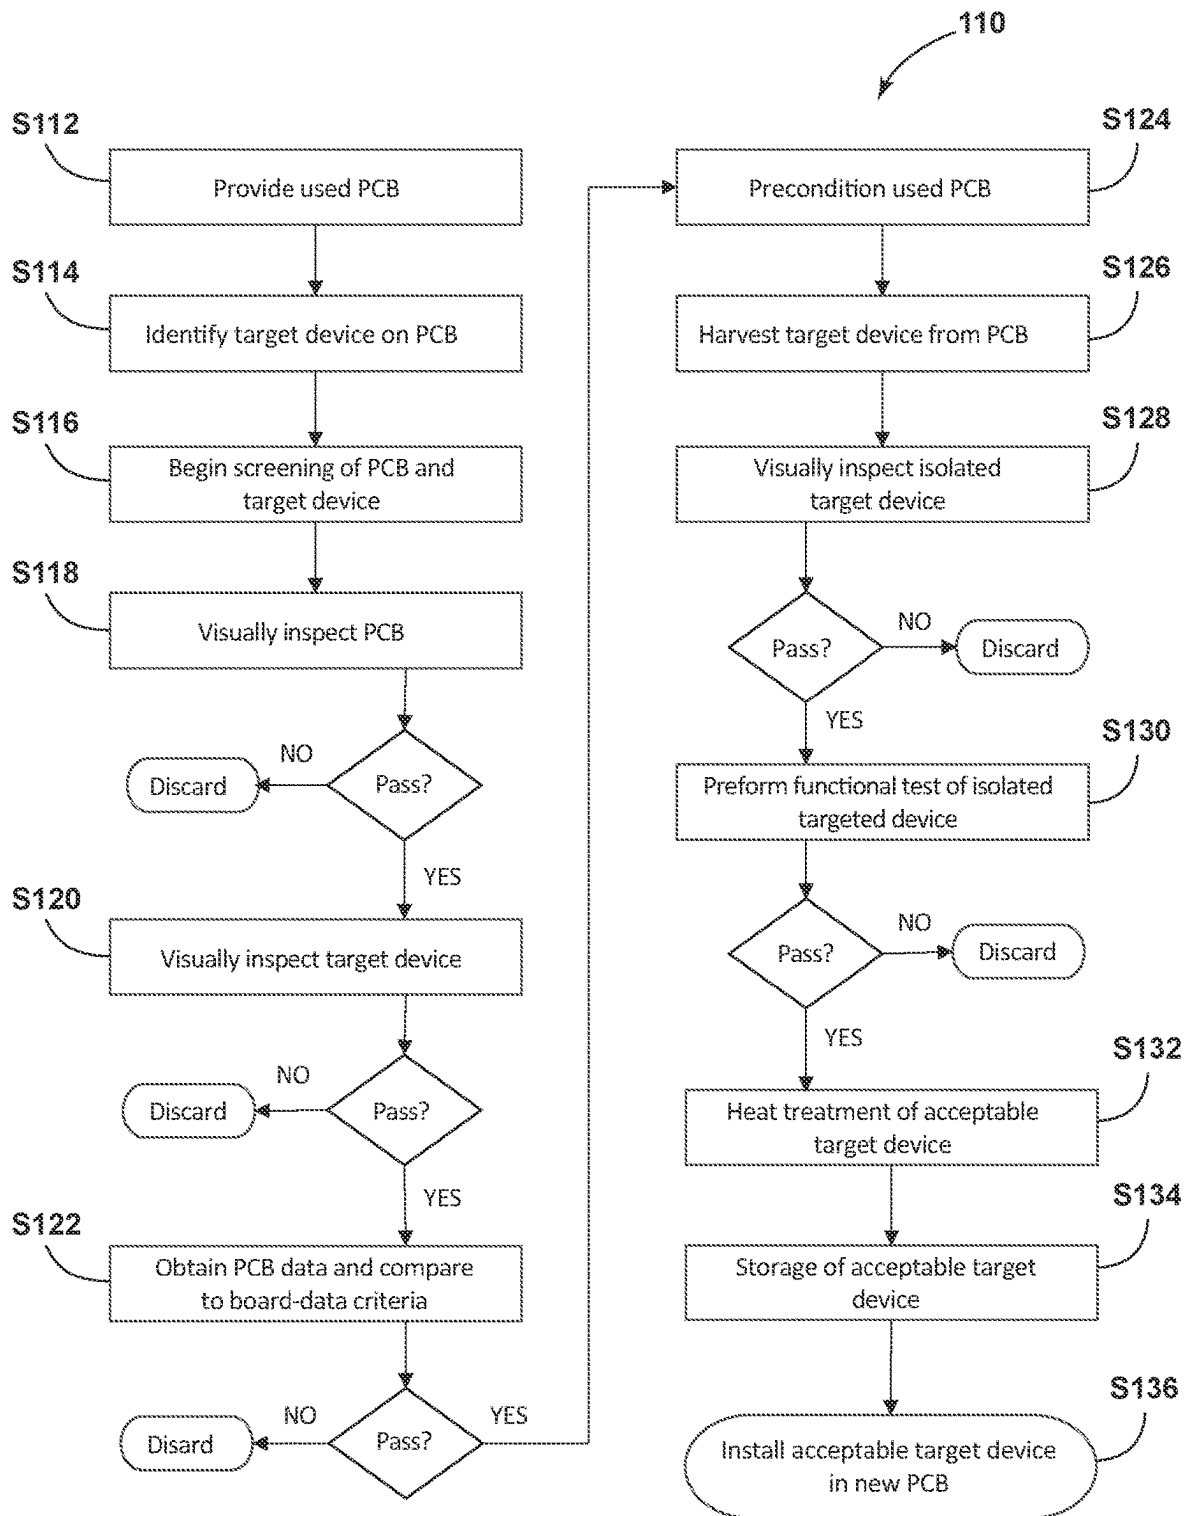 110
S112
Provide used PCB
S114
Identify target device on PCB
S116
Begin screening of PCB and
target device
S118
Visually inspect PCB
Pass?
NO
Discard
YES
S120
Visually inspect target device
Pass?
NO
Discard
YES
S122
Obtain PCB data and compare
to board-data criteria
Pass?
NO
Disard
YES
S124
Precondition used PCB
S126
Harvest target device from PCB
S128
Visually inspect isolated
target device
Pass?
NO
Discard
YES
S130
Preform functional test of isolated
targeted device
Pass?
NO
Discard
YES
S132
Heat treatment of acceptable
target device
S134
Storage of acceptable target
device
S136
Install acceptable target device
in new PCB